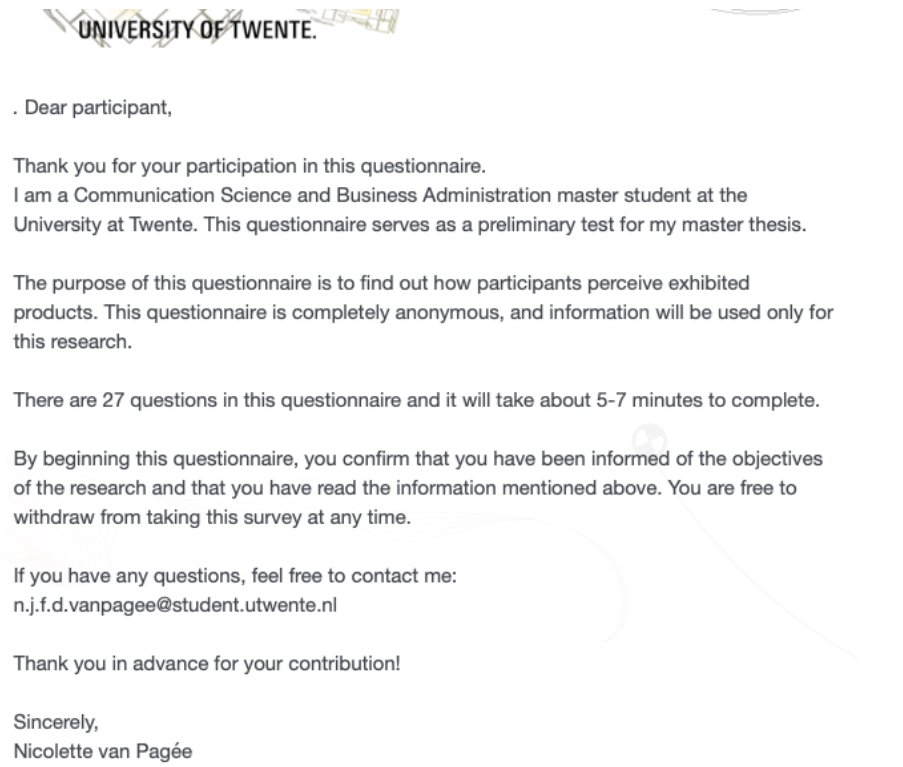 UNIVERSITY OF TWENTE.
. Dear participant,
Thank you for your participation in this questionnaire.
I am a Communication Science and Business Administration master student at the
University at Twente. This questionnaire serves as a preliminary test for my master thesis.
The purpose of this questionnaire is to find out how participants perceive exhibited
products. This questionnaire is completely anonymous, and information will be used only for
this research.
There are 27 questions in this questionnaire and it will take about 5-7 minutes to complete.
By beginning this questionnaire, you confirm that you have been informed of the objectives
of the research and that you have read the information mentioned above. You are free to
withdraw from taking this survey at any time.
If you have any questions, feel free to contact me:
n.j.f.d.vanpagee@student.utwente.nl
Thank you in advance for your contribution!
Sincerely,
Nicolette van Pagée